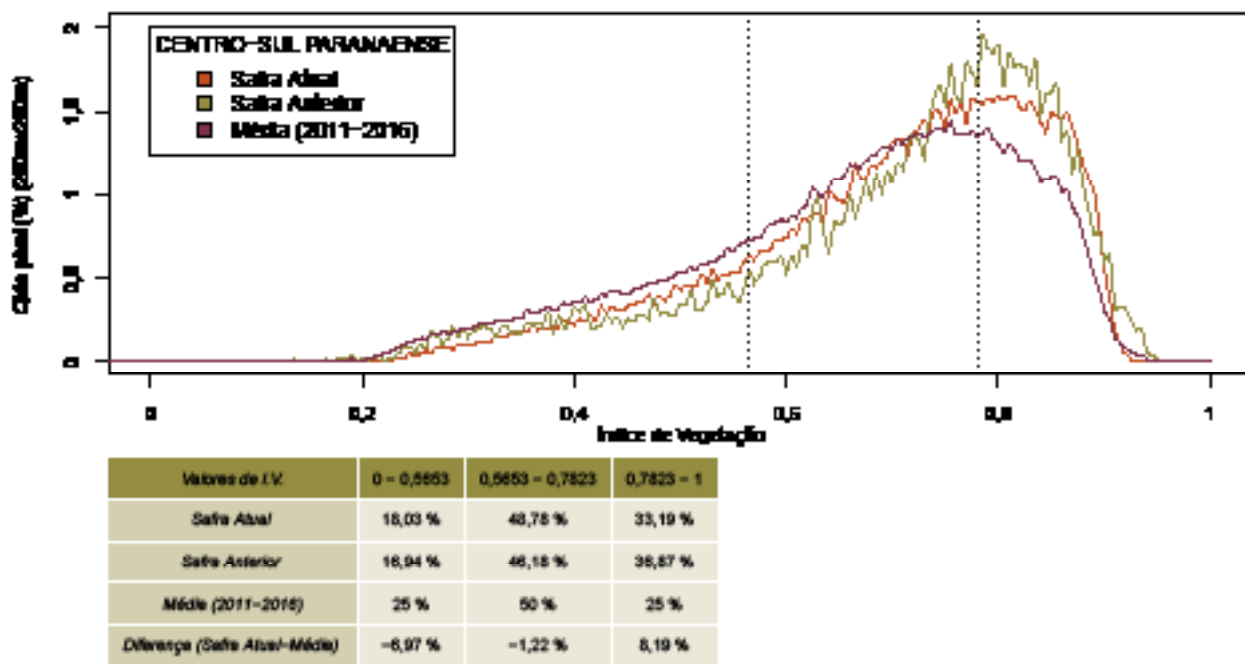 CENTRO-SUL PARANAENSE
Safra Atual
Safra Anterior
Média (2011-2016)
Qtde pixel (%)
2
1,5
1
0,5
0
0 0,2 0,4 0,6 0,8 1
Índice de Vegetação
Valores de I.V. 0 - 0,5653 0,5653 - 0,7823 0,7823 - 1
Safra Atual 18,03 % 48,78 % 33,19 %
Safra Anterior 16,94 % 46,18 % 36,87 %
Média (2011-2016) 25 % 50 % 25 %
Diferença (Safra Atual-Média) -6,97 % -1,22 % 8,19 %